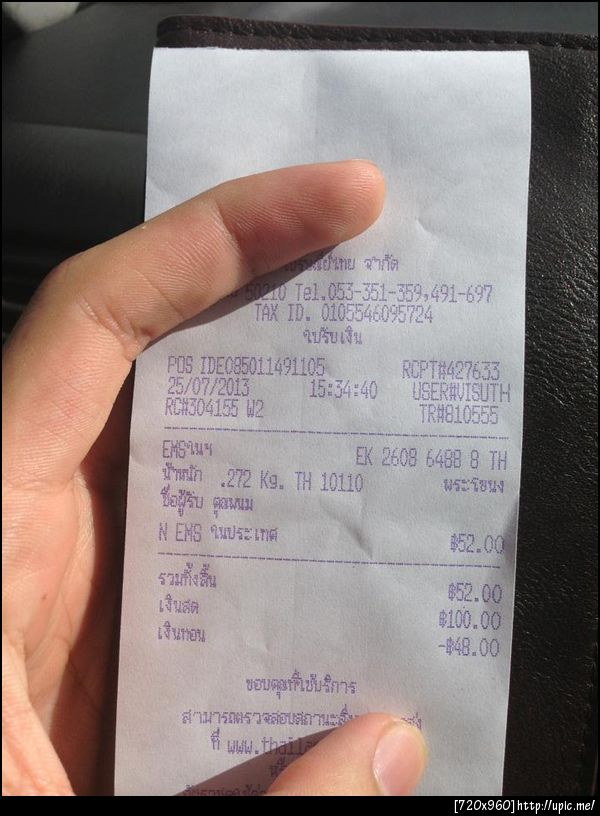 ไปรษณีย์ไทย จำกัด
50210 Tel.053-351-359,491-697
TAX ID. 0105546095724
ใบรับเงิน
POS IDE085011491105 RCPT#427633
25/07/2013 15:34:40 USER#VISUTH
RC#304155 W2 TR#810555
EMSในฯ EK 2608 6488 8 TH
น้ำหนัก .272 Kg. TH 10110 พระโขนง
ชื่อผู้รับ คุณพนม
N EMS ในประเทศ ฿52.00
รวมทั้งสิ้น ฿52.00
เงินสด ฿100.00
เงินทอน -฿48.00
ขอบคุณที่ใช้บริการ
สามารถตรวจสอบสถานะสิ่ง
ที่ www.thaila
[720x960]http://upic.me/